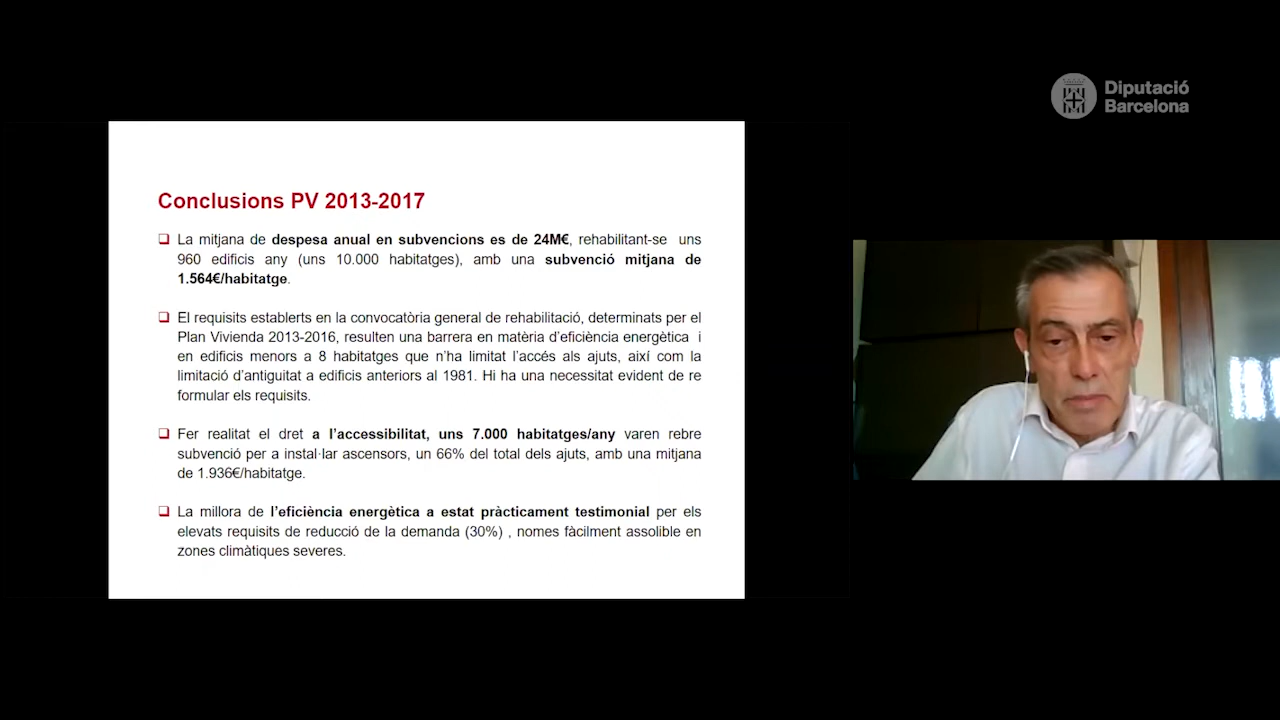 Diputació
Barcelona
Conclusions PV 2013-2017
La mitjana de despesa anual en subvencions es de 24M€, rehabilitant-se uns
960 edificis any (uns 10.000 habitatges), amb una subvenció mitjana de
1.564€/habitatge.
El requisits establerts en la convocatòria general de rehabilitació, determinats per el
Plan Vivienda 2013-2016, resulten una barrera en matèria d'eficiència energètica i
en edificis menors a 8 habitatges que n'ha limitat l'accés als ajuts, així com la
limitació d'antiguitat a edificis anteriors al 1981. Hi ha una necessitat evident de re
formular els requisits.
Fer realitat el dret a l'accessibilitat, uns 7.000 habitatges/any varen rebre
subvenció per a instal·lar ascensors, un 66% del total dels ajuts, amb una mitjana
de 1.936€/habitatge.
La millora de l'eficiència energètica a estat pràcticament testimonial per els
elevats requisits de reducció de la demanda (30%) , nomes fàcilment assolible en
zones climàtiques severes.